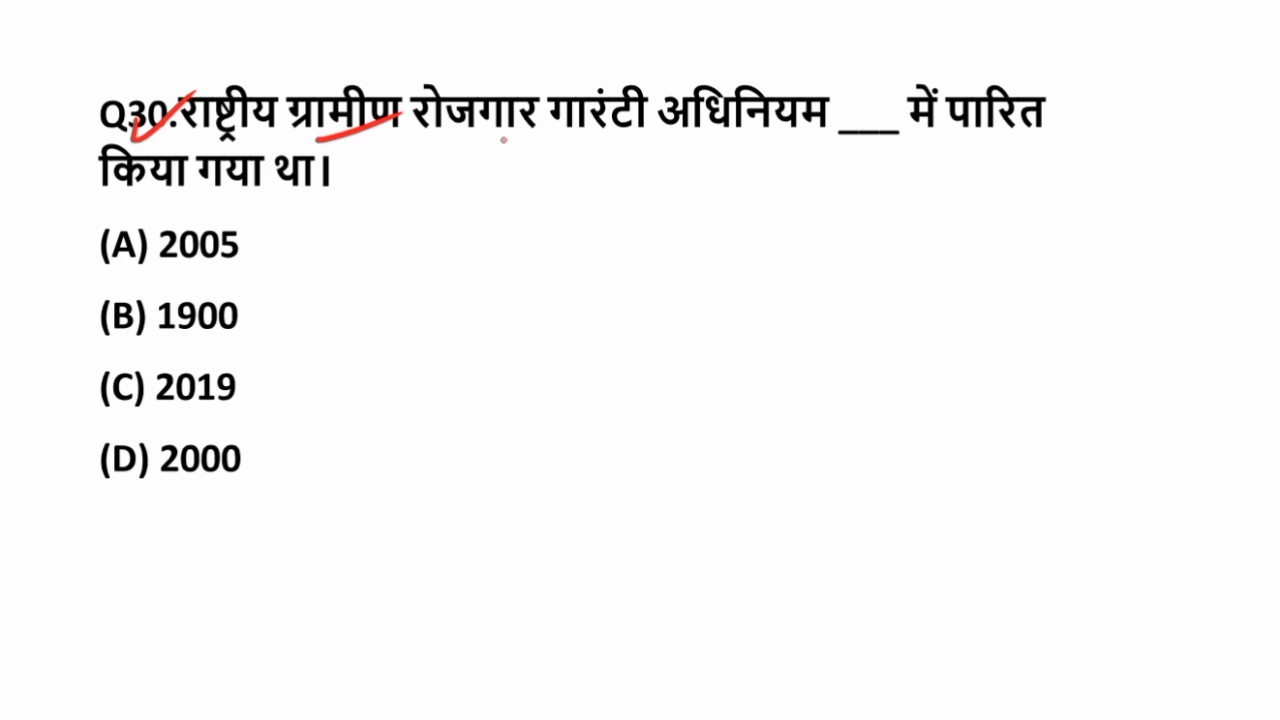 Q30.राष्ट्रीय ग्रामीण रोजगार गारंटी अधिनियम ___ में पारित
किया गया था।
(A) 2005
(B) 1900
(C) 2019
(D) 2000